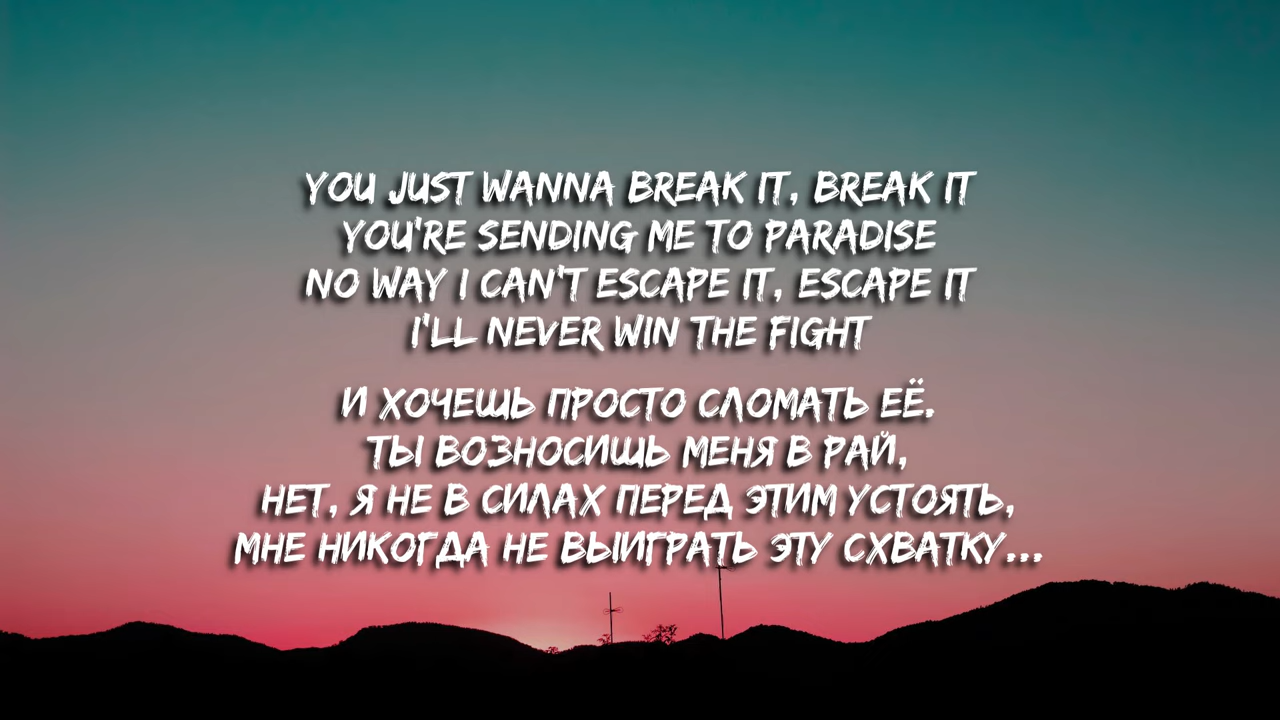 YOU JUST WANNA BREAK IT, BREAK IT
YOU'RE SENDING ME TO PARADISE
NO WAY I CAN'T ESCAPE IT, ESCAPE IT
I'LL NEVER WIN THE FIGHT
И ХОЧЕШЬ ПРОСТО СЛОМАТЬ ЕЁ.
ТЫ ВОЗНОСИШЬ МЕНЯ В РАЙ,
НЕТ, Я НЕ В СИЛАХ ПЕРЕД ЭТИМ УСТОЯТЬ,
МНЕ НИКОГДА НЕ ВЫИГРАТЬ ЭТУ СХВАТКУ...